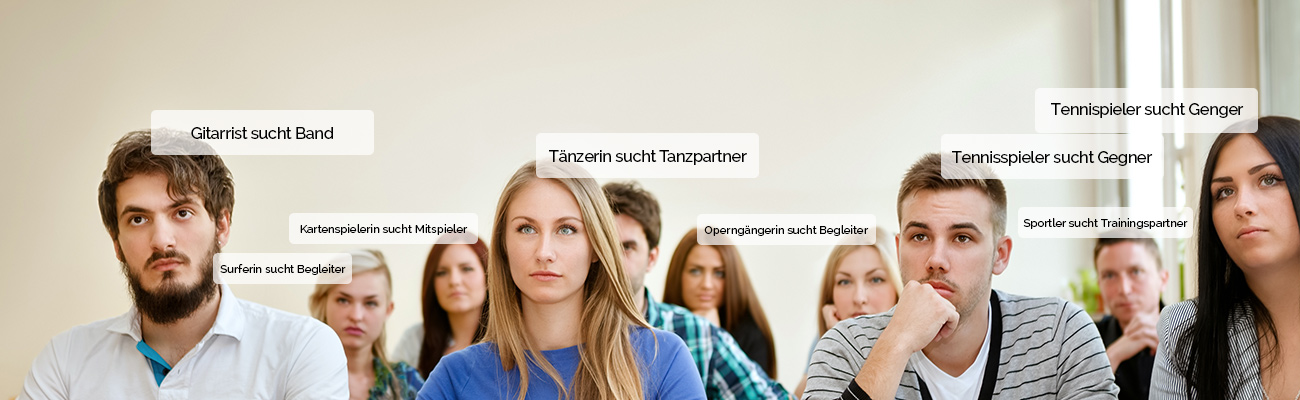 Tennispieler sucht Genger
Gitarrist sucht Band
Tänzerin sucht Tanzpartner
Tennisspieler sucht Gegner
Sportler sucht Trainingspartner
Kartenspielerin sucht Mitspieler
Operngängerin sucht Begleiter
Surferin sucht Begleiter